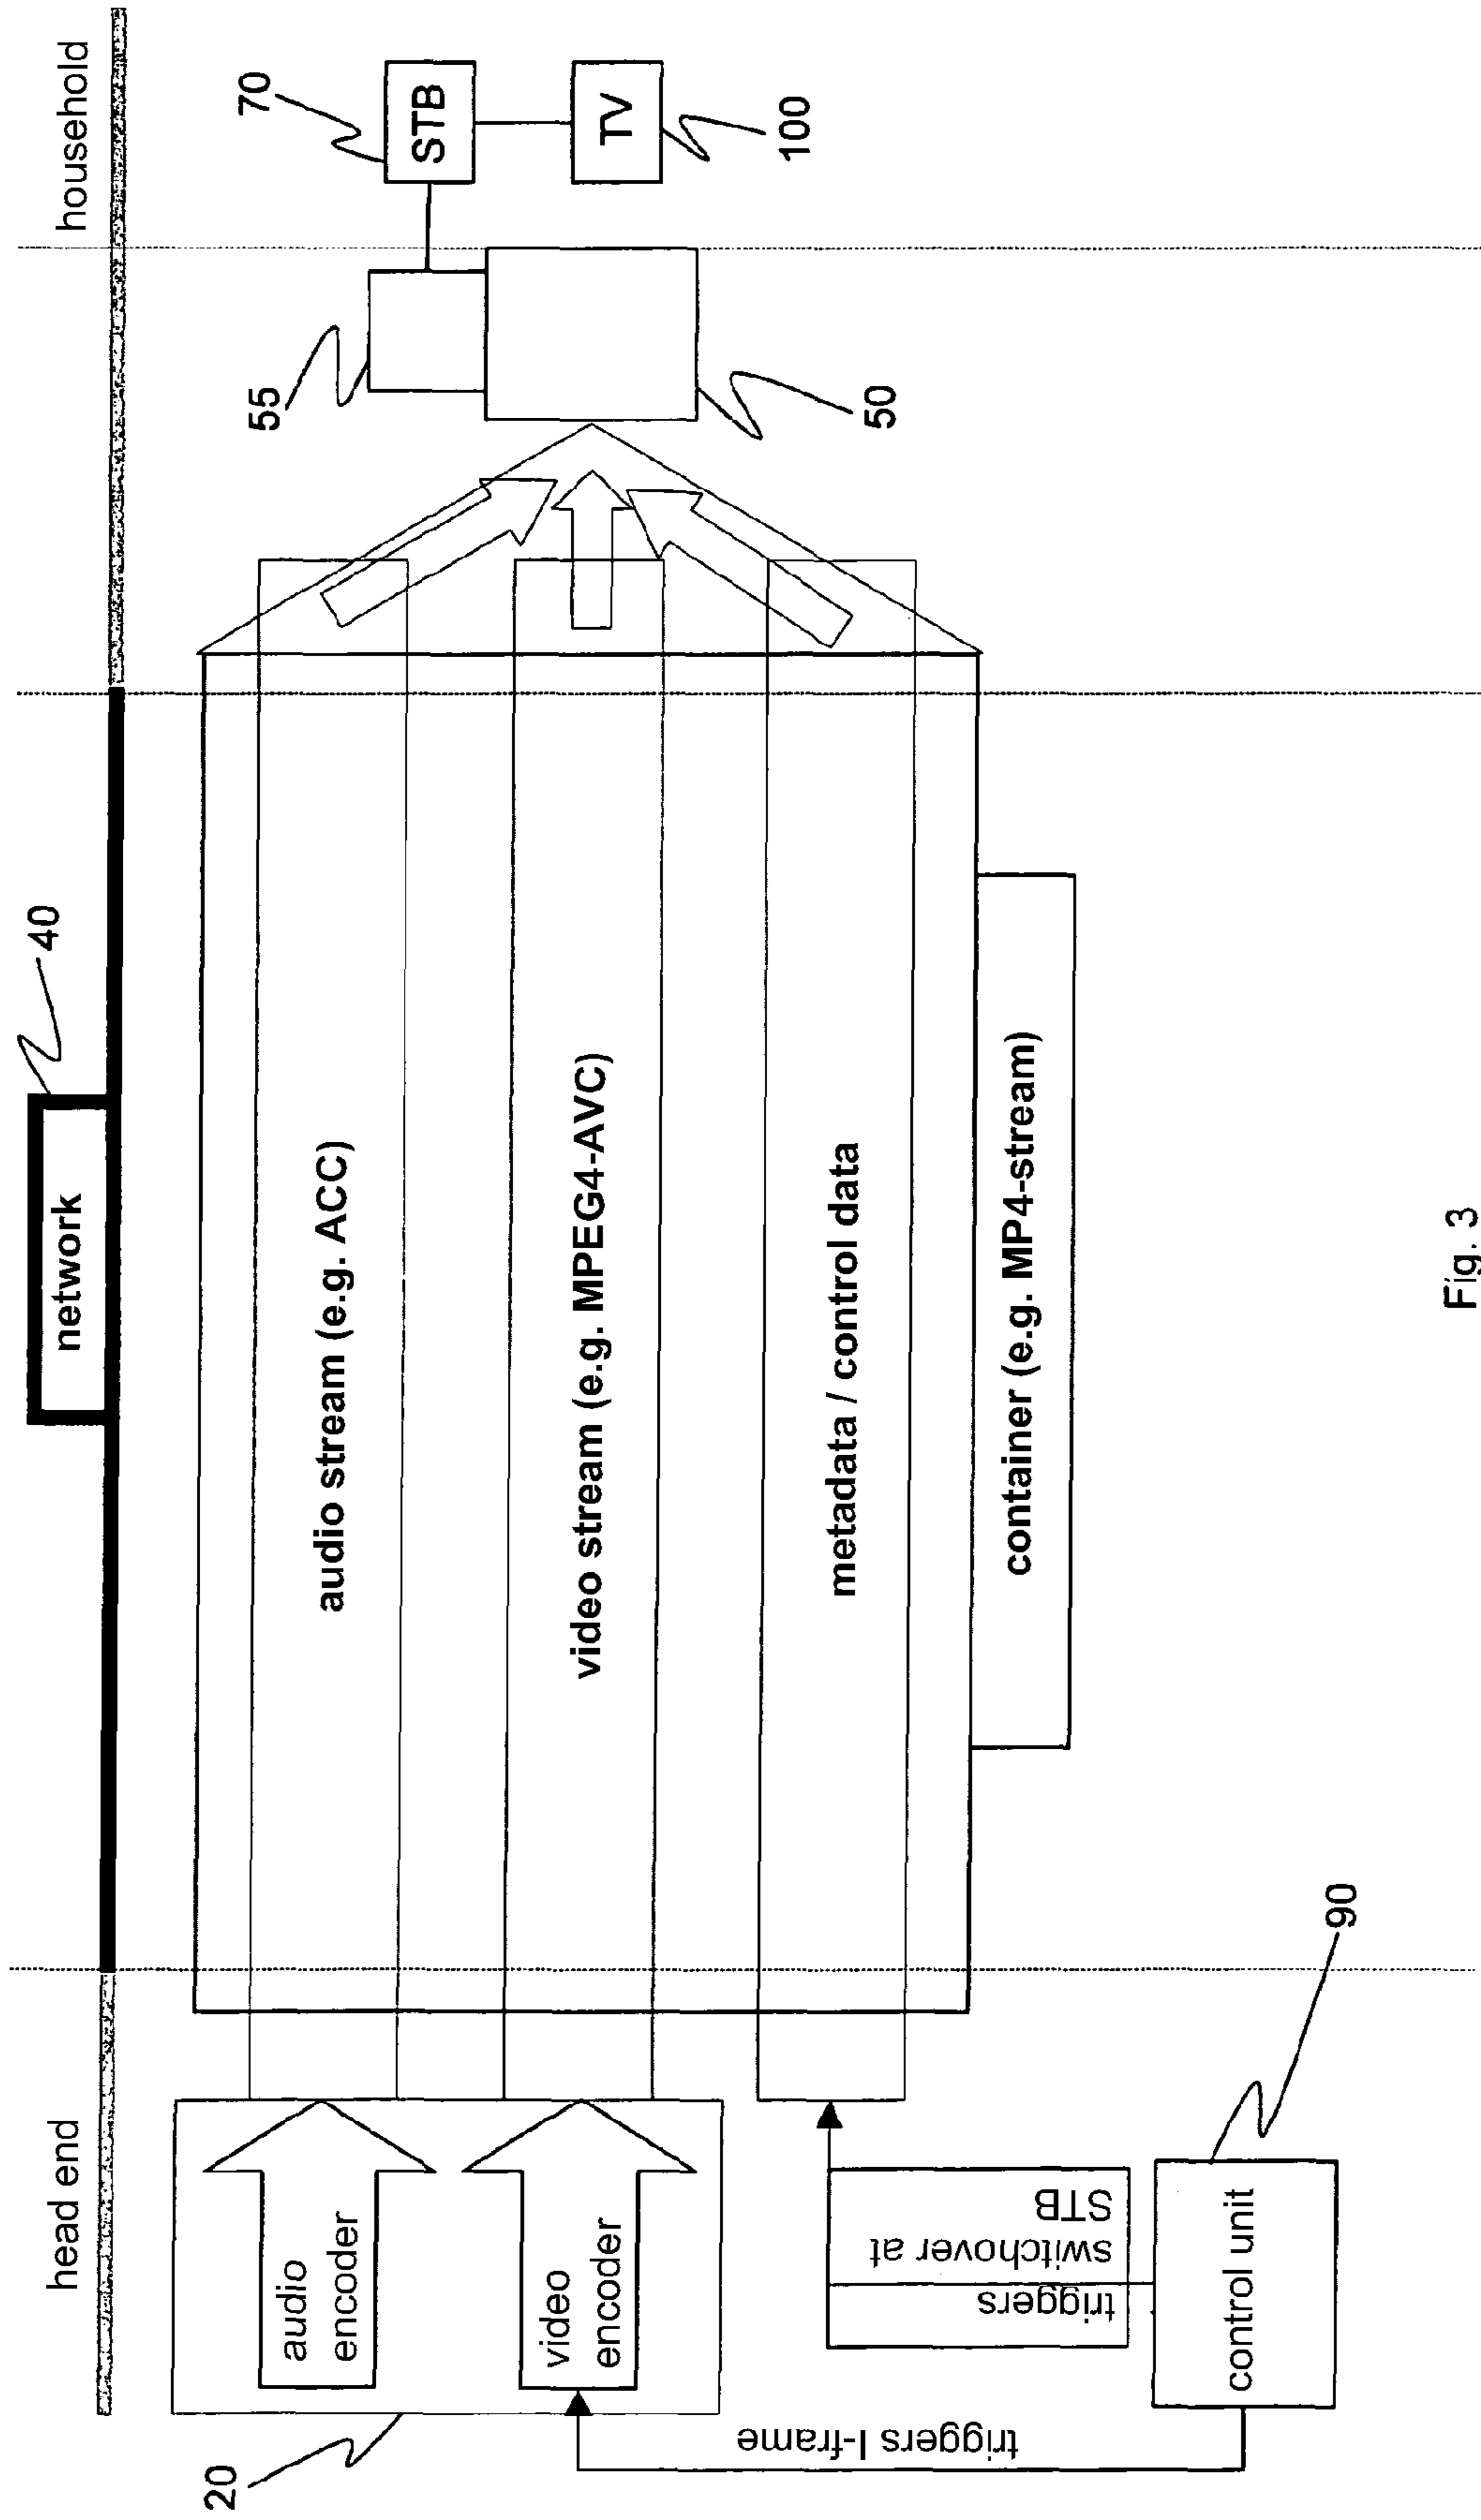 head end
network
40
household
20
audio
encoder
video
encoder
audio stream (e.g. ACC)
video stream (e.g. MPEG4-AVC)
metadata / control data
container (e.g. MP4-stream)
triggers I-frame
triggers
switchover at
STB
control unit
90
55
50
70
STB
TV
100
Fig. 3